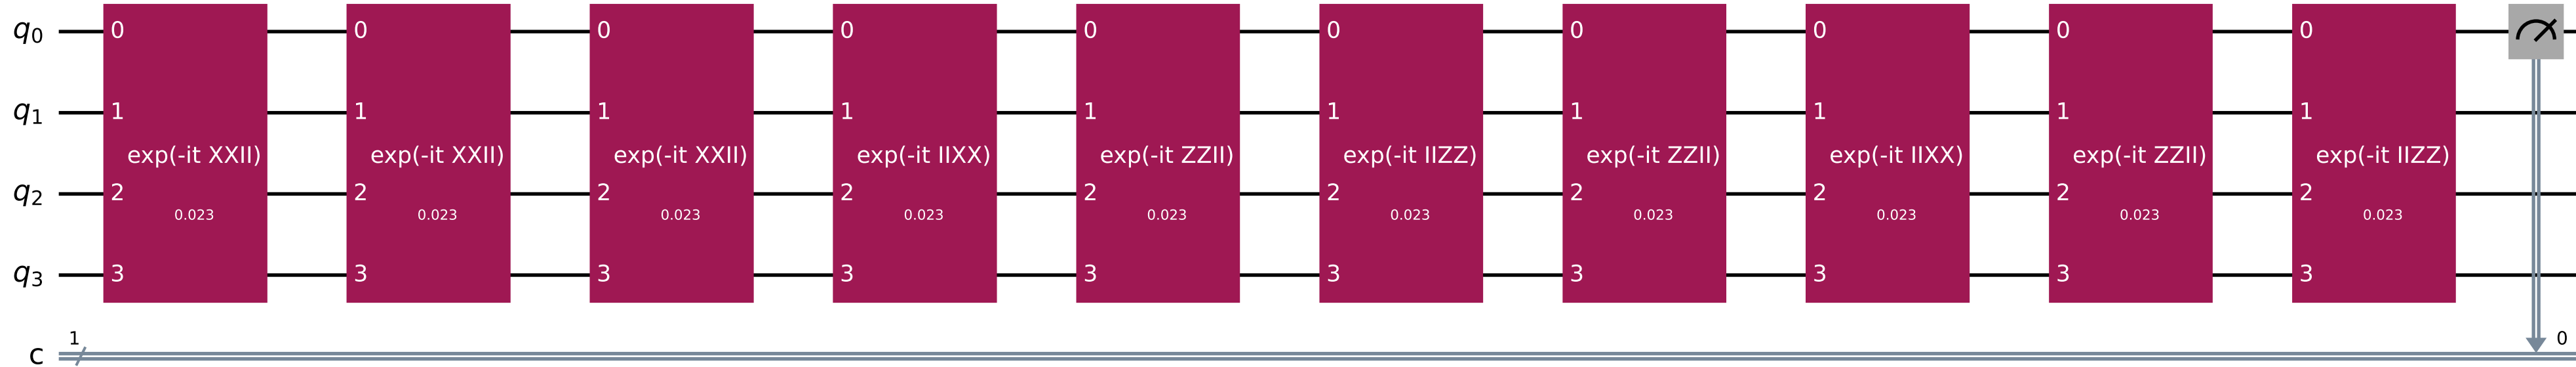 q0 0 0 0 0 0 0 0 0 0 0
q1 1 1 1 1 1 1 1 1 1 1
exp(-it XXII) exp(-it XXII) exp(-it XXII) exp(-it IIXX) exp(-it ZZII) exp(-it IIZZ) exp(-it ZZII) exp(-it IIXX) exp(-it ZZII) exp(-it IIZZ)
q2 2 2 2 2 2 2 2 2 2 2
0.023 0.023 0.023 0.023 0.023 0.023 0.023 0.023 0.023 0.023
q3 3 3 3 3 3 3 3 3 3 3
1 0
c